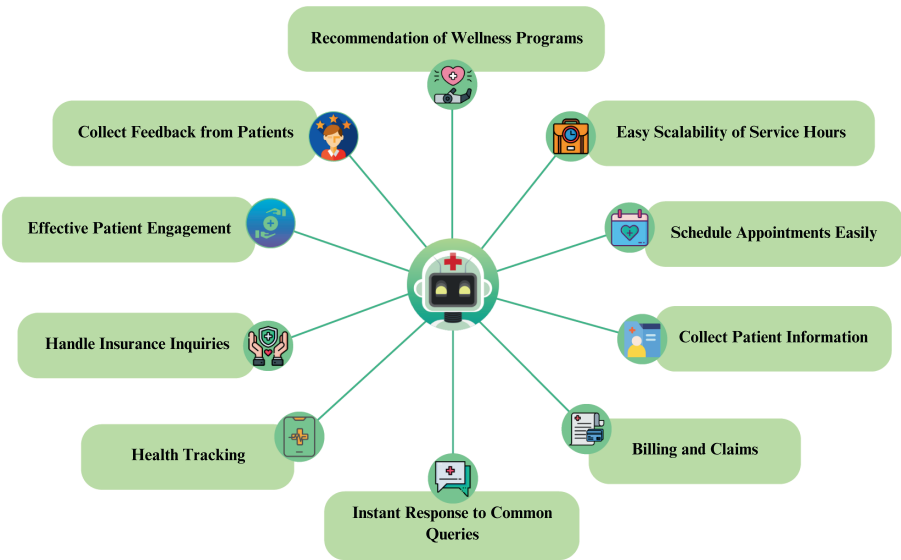 Recommendation of Wellness Programs
Collect Feedback from Patients
Easy Scalability of Service Hours
Effective Patient Engagement
Schedule Appointments Easily
Handle Insurance Inquiries
Collect Patient Information
Health Tracking
Billing and Claims
Instant Response to Common
Queries